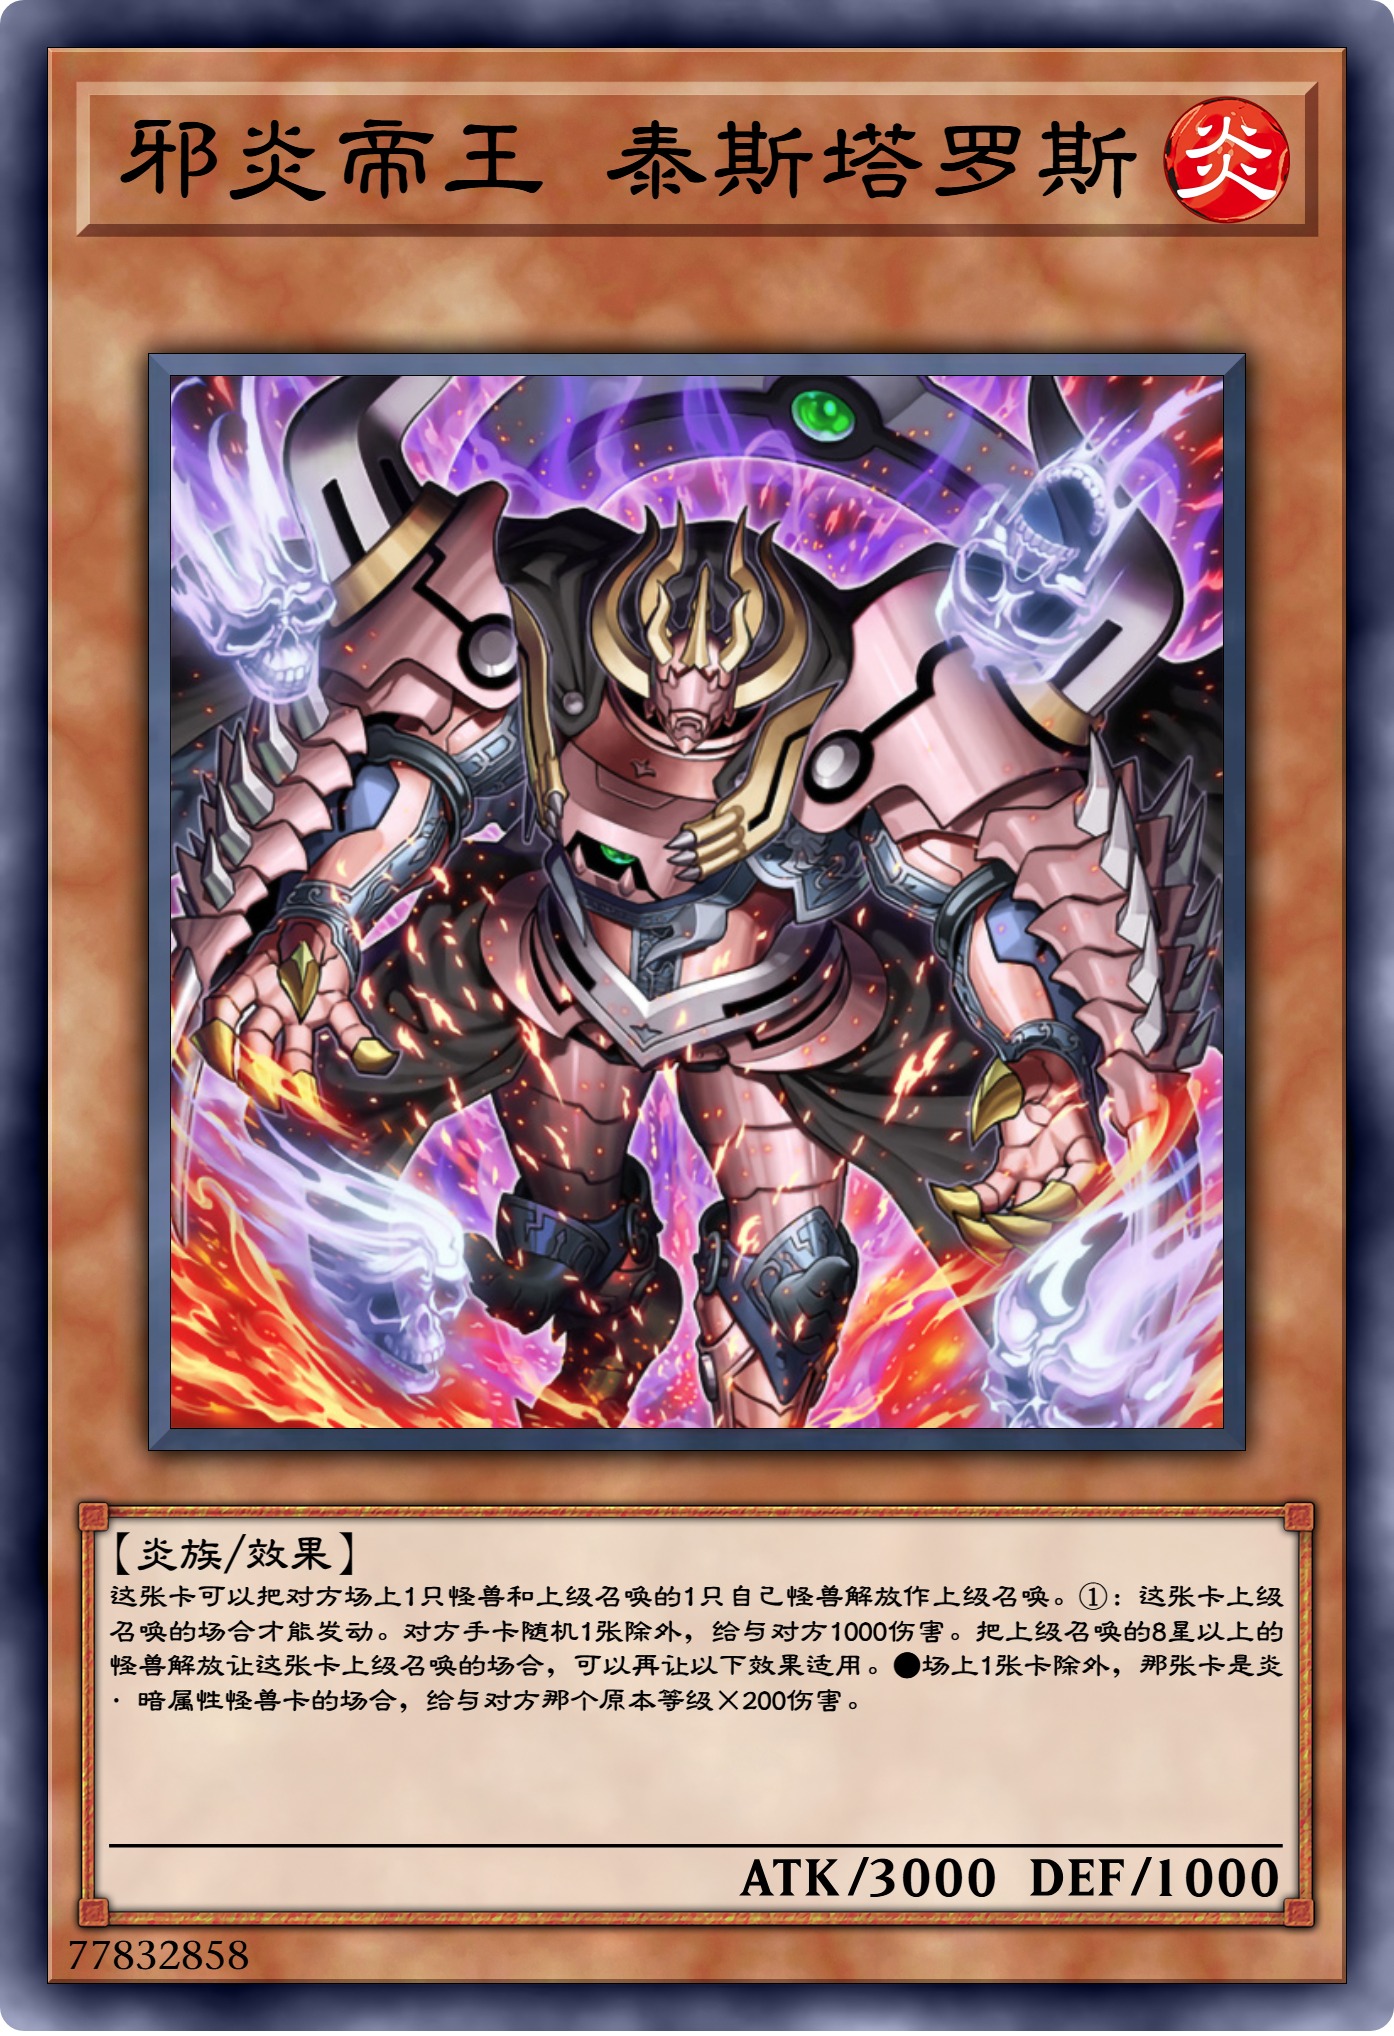 邪炎帝王 泰斯塔罗斯 炎
【炎族/效果】
这张卡可以把对方场上1只怪兽和上级召唤的1只自己怪兽解放作上级召唤。①：这张卡上级
召唤的场合才能发动。对方手卡随机1张除外，给与对方1000伤害。把上级召唤的8星以上的
怪兽解放让这张卡上级召唤的场合，可以再让以下效果适用。●场上1张卡除外，那张卡是炎
·暗属性怪兽卡的场合，给与对方那个原本等级×200伤害。
ATK/3000 DEF/1000
77832858